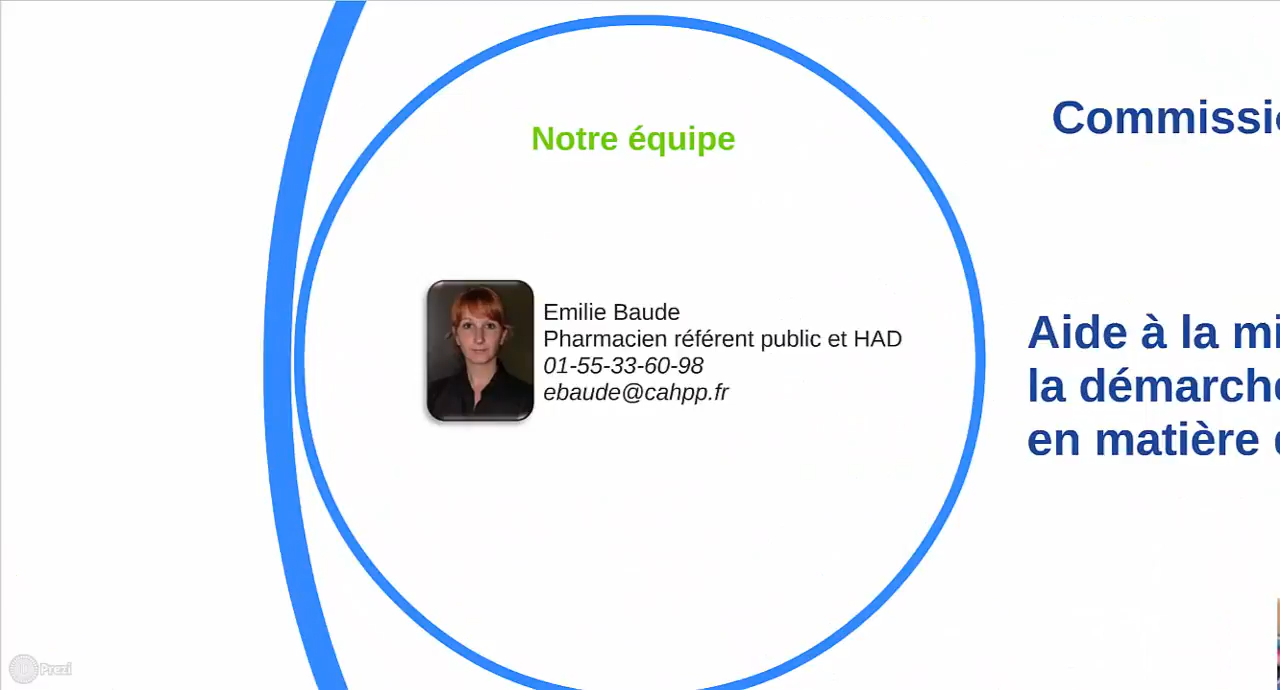 Notre équipe
Emilie Baude
Pharmacien référent public et HAD
01-55-33-60-98
ebaude@cahpp.fr
Commissi
Aide à la mi
la démarch
en matière
Prezi